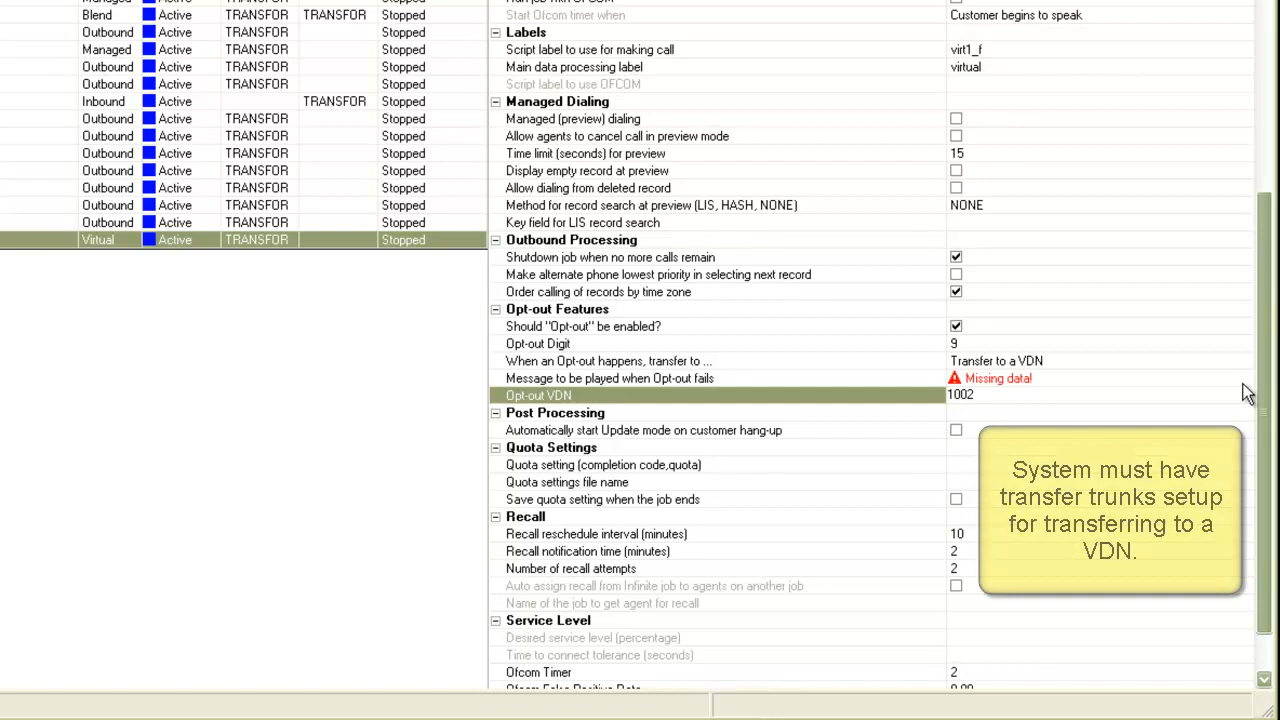 Managed Active TRANSFOR Stopped
Blend Active TRANSFOR TRANSFOR Stopped
Outbound Active TRANSFOR Stopped
Managed Active TRANSFOR Stopped
Outbound Active TRANSFOR Stopped
Outbound Active TRANSFOR Stopped
Inbound Active TRANSFOR Stopped
Outbound Active TRANSFOR Stopped
Outbound Active TRANSFOR Stopped
Outbound Active TRANSFOR Stopped
Outbound Active TRANSFOR Stopped
Outbound Active TRANSFOR Stopped
Outbound Active TRANSFOR Stopped
Outbound Active TRANSFOR Stopped
Virtual Active TRANSFOR Stopped
Start Ofcom timer when Customer begins to speak
Labels
Script label to use for making call virt1_f
Main data processing label virtual
Script label to use OFCOM
Managed Dialing
Managed (preview) dialing
Allow agents to cancel call in preview mode
Time limit (seconds) for preview 15
Display empty record at preview
Allow dialing from deleted record
Method for record search at preview (LIS, HASH, NONE) NONE
Key field for LIS record search
Outbound Processing
Shutdown job when no more calls remain
Make alternate phone lowest priority in selecting next record
Order calling of records by time zone
Opt-out Features
Should "Opt-out" be enabled?
Opt-out Digit 9
When an Opt-out happens, transfer to ... Transfer to a VDN
Message to be played when Opt-out fails Missing data!
Opt-out VDN 1002
Post Processing
Automatically start Update mode on customer hang-up
Quota Settings
Quota setting (completion code,quota)
Quota settings file name
Save quota setting when the job ends
Recall
Recall reschedule interval (minutes) 10
Recall notification time (minutes) 2
Number of recall attempts 2
Auto assign recall from Infinite job to agents on another job
Name of the job to get agent for recall
Service Level
Desired service level (percentage)
Time to connect tolerance (seconds)
Ofcom Timer 2
Ofcom False Positive Rate
System must have
transfer trunks setup
for transferring to a
VDN.